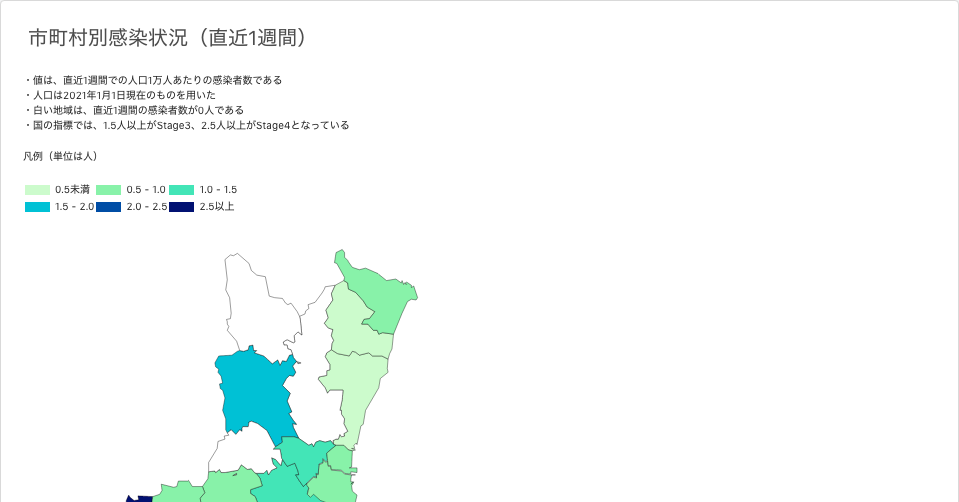 市町村別感染状況（直近1週間）
・値は、直近1週間での人口1万人あたりの感染者数である
・人口は2021年1月1日現在のものを用いた
・白い地域は、直近1週間の感染者数が0人である
・国の指標では、1.5人以上がStage3、2.5人以上がStage4となっている
凡例（単位は人）
0.5未満 0.5 - 1.0 1.0 - 1.5
1.5 - 2.0 2.0 - 2.5 2.5以上